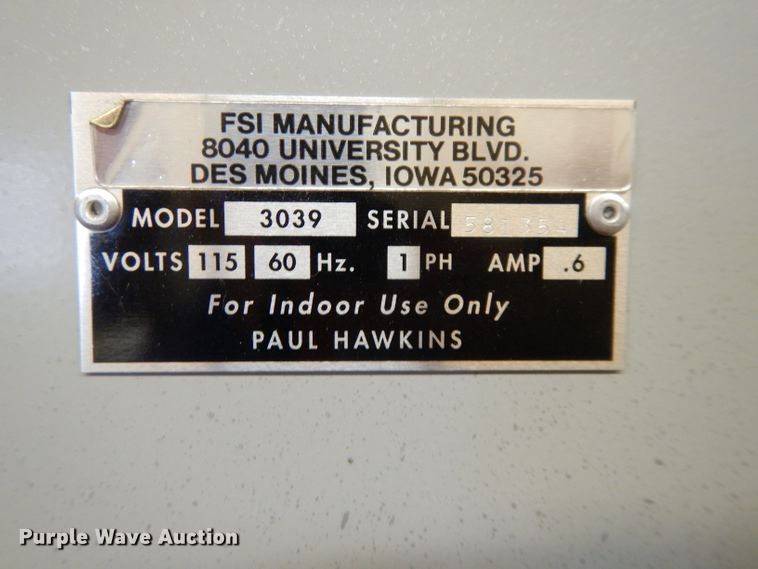 FSI MANUFACTURING
8040 UNIVERSITY BLVD.
DES MOINES, IOWA 50325
MODEL 3039 SERIAL
VOLTS 115 60 Hz. 1 PH AMP .6
For Indoor Use Only
PAUL HAWKINS
Purple Wave Auction